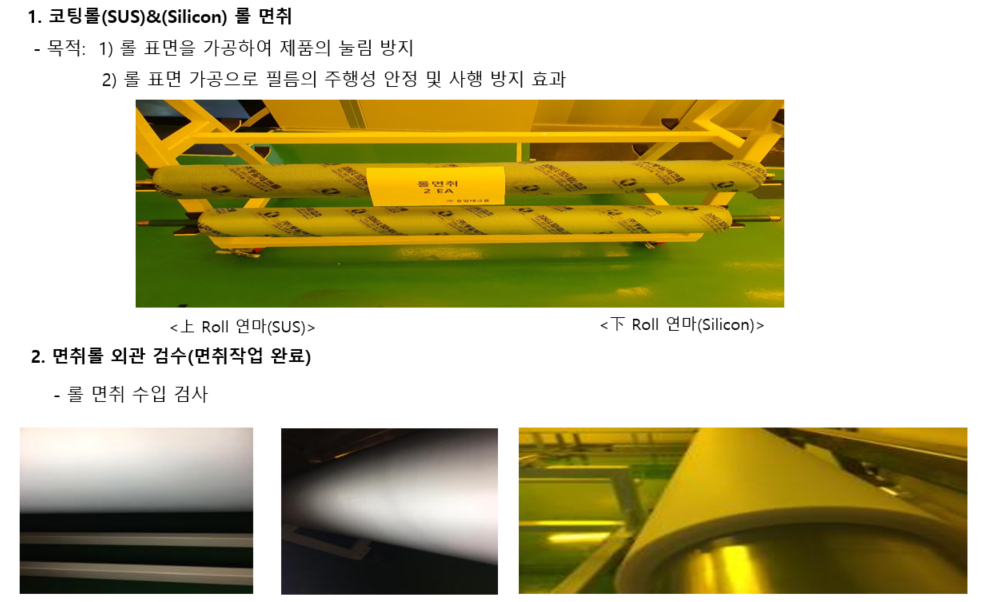 1. 코팅롤(SUS)&(Silicon) 롤 면취
- 목적:  1) 롤 표면을 가공하여 제품의 눌림 방지
2) 롤 표면 가공으로 필름의 주행성 안정 및 사행 방지 효과
롤면취
2 EA
<上 Roll 연마(SUS)>
<下 Roll 연마(Silicon)>
2. 면취롤 외관 검수(면취작업 완료)
- 롤 면취 수입 검사